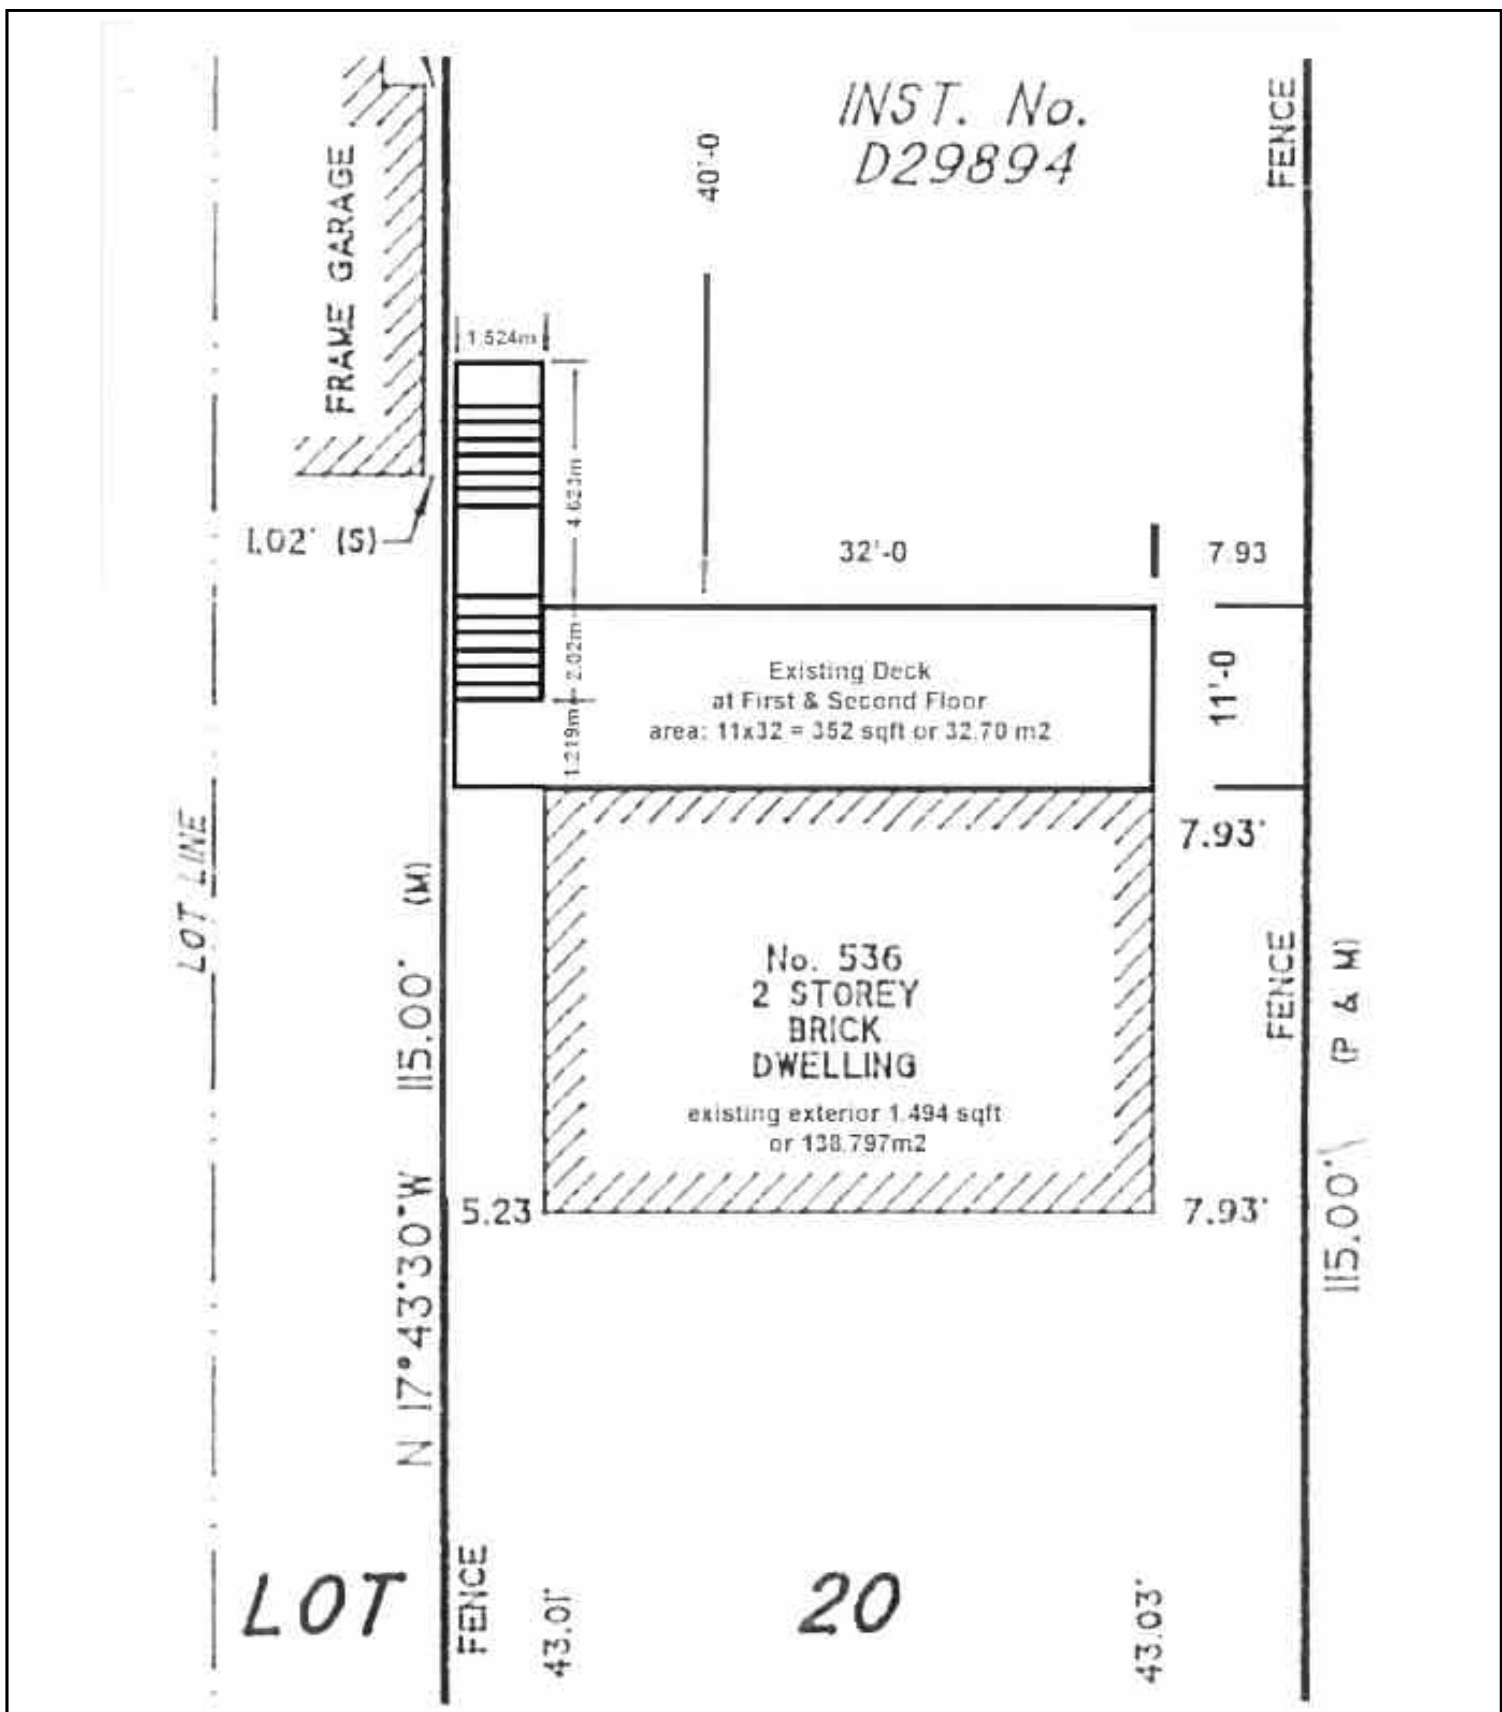 INST. No.
D29894
FENCE
40'-0
FRAME GARAGE
1.524m
4.623m
1.02' (S)
32'-0
7.93
2.02m
11'-0
Existing Deck
at First & Second Floor
area: 11x32 = 352 sqft or 32.70 m2
1.219m
7.93'
LOT LINE
N 17°43'30"W 115.00' (M)
No. 536
2 STOREY
BRICK
DWELLING
existing exterior 1.494 sqft
or 138.797m2
FENCE
115.00' (P & M)
5.23
7.93'
LOT
FENCE
43.01'
20
43.03'